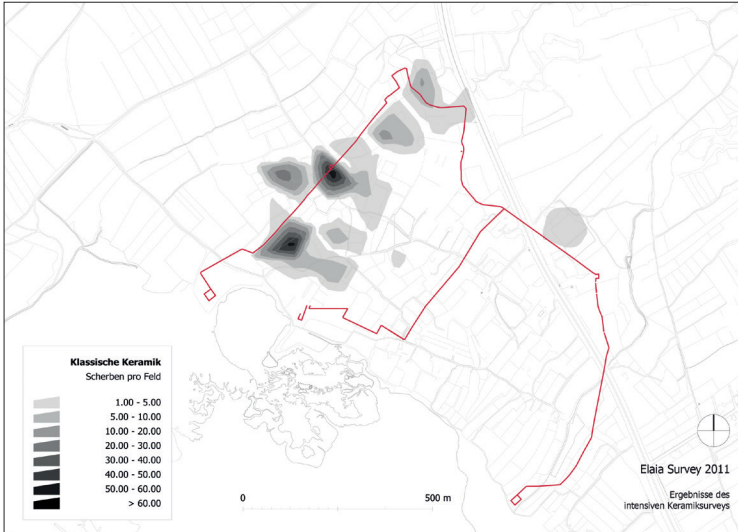 Klassische Keramik
Scherben pro Feld
1.00 - 5.00
5.00 - 10.00
10.00 - 20.00
20.00 - 30.00
30.00 - 40.00
40.00 - 50.00
50.00 - 60.00
> 60.00
0 500 m
Elaia Survey 2011
Ergebnisse des
intensiven Keramiksurveys